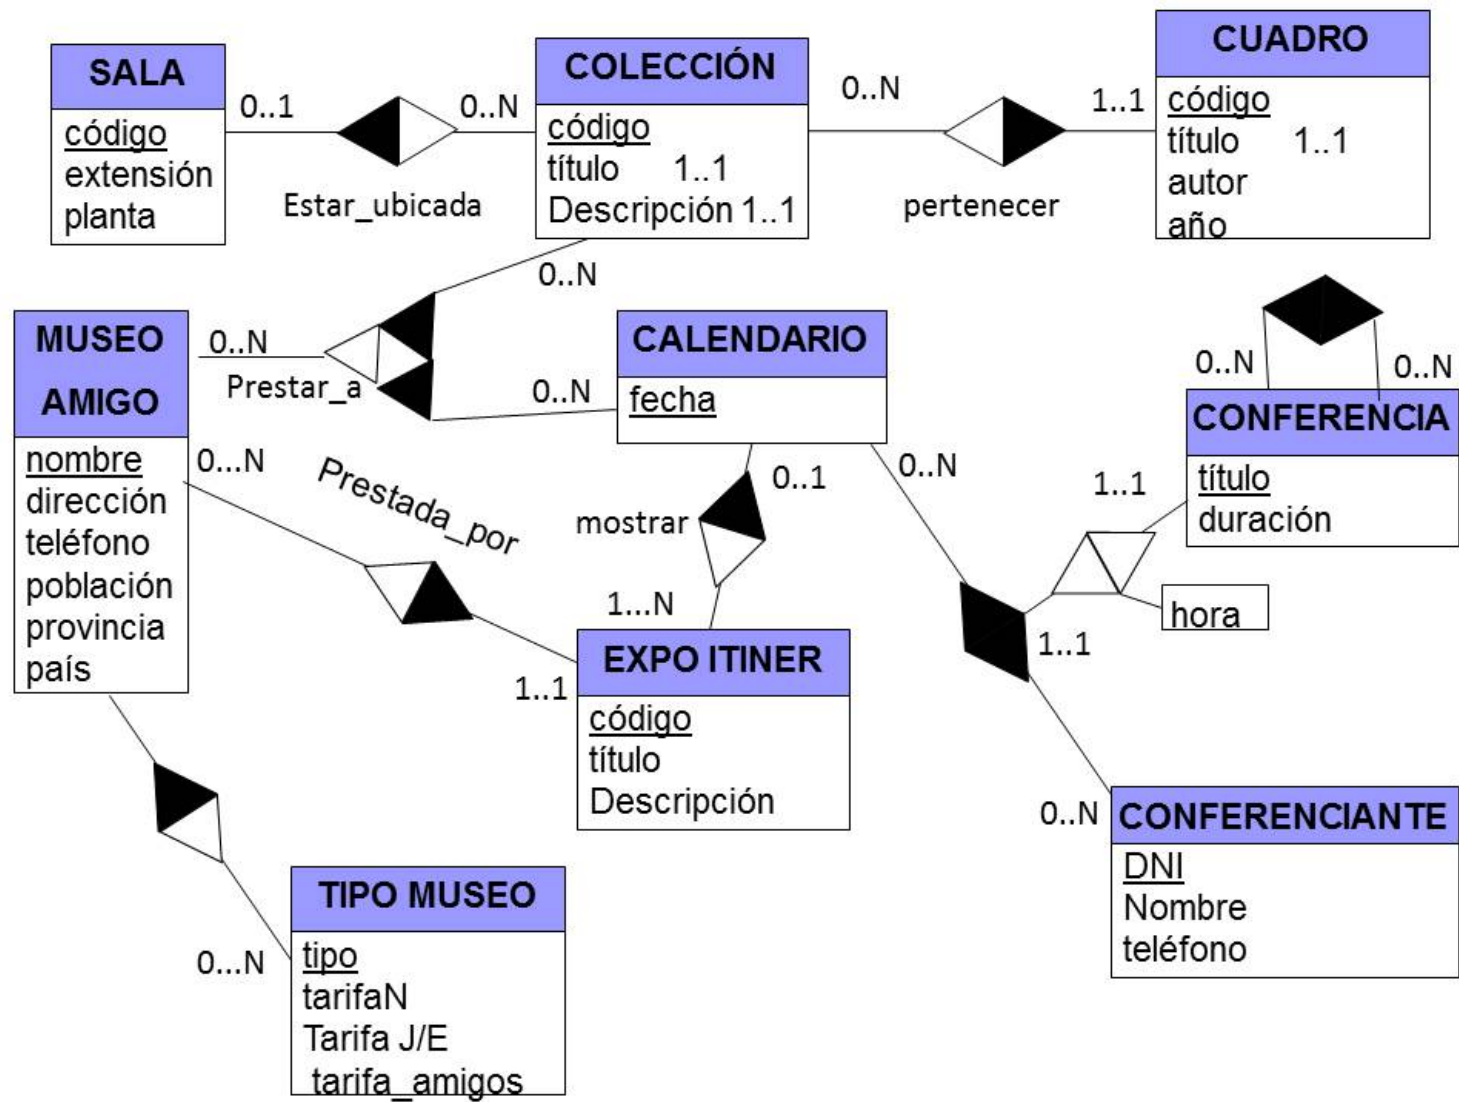 SALA
código
extensión
planta
0..1
0..N
Estar_ubicada
COLECCIÓN
código
título 1..1
Descripción 1..1
0..N
1..1
pertenecer
CUADRO
código
título 1..1
autor
año
0..N
0..N
Prestar_a
0..N
MUSEO
AMIGO
nombre
dirección
teléfono
población
provincia
país
CALENDARIO
fecha
0..N
0..N
CONFERENCIA
título
duración
0...N
Prestada_por
1..1
mostrar
0..1
1...N
0..N
1..1
hora
1..1
EXPO ITINER
código
título
Descripción
0..N
CONFERENCIANTE
DNI
Nombre
teléfono
0...N
TIPO MUSEO
tipo
tarifaN
Tarifa J/E
tarifa_amigos